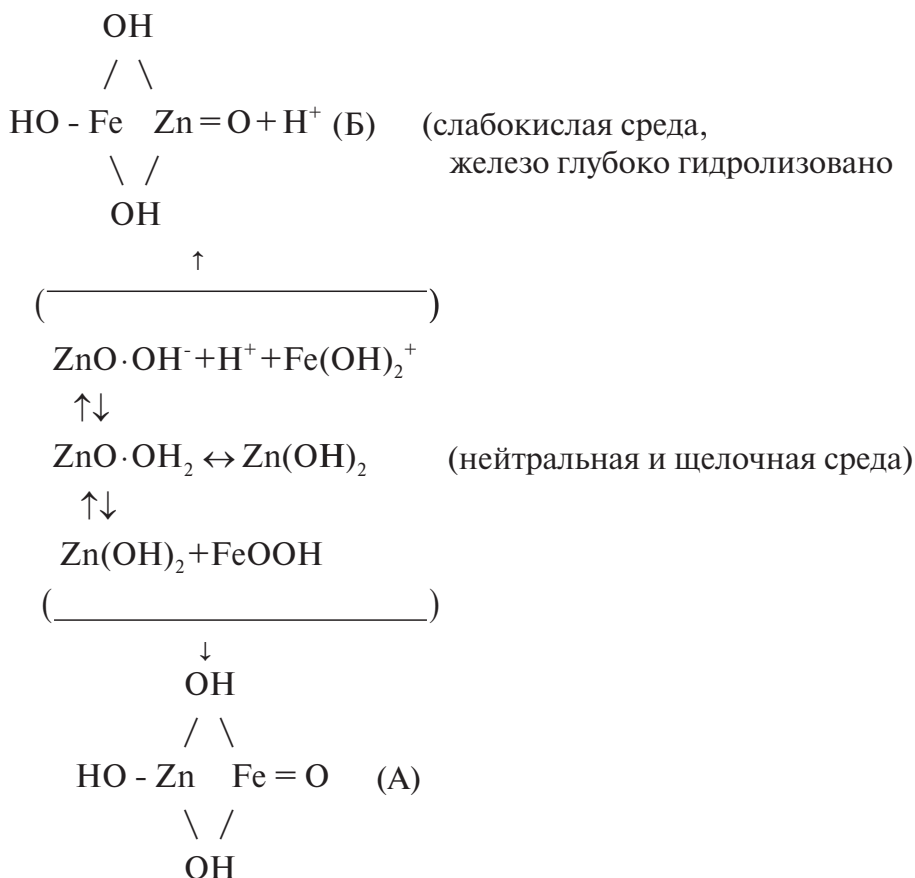 OH
/ \
HO - Fe Zn = O + H⁺ (Б) (слабокислая среда,
\ / железо глубоко гидролизовано
OH
↑
( )
ZnO·OH⁻+H⁺+Fe(OH)₂⁺
↑↓
ZnO·OH₂ ↔ Zn(OH)₂ (нейтральная и щелочная среда)
↑↓
Zn(OH)₂+FeOOH
( )
↓
OH
/ \
HO - Zn Fe = O (А)
\ /
OH